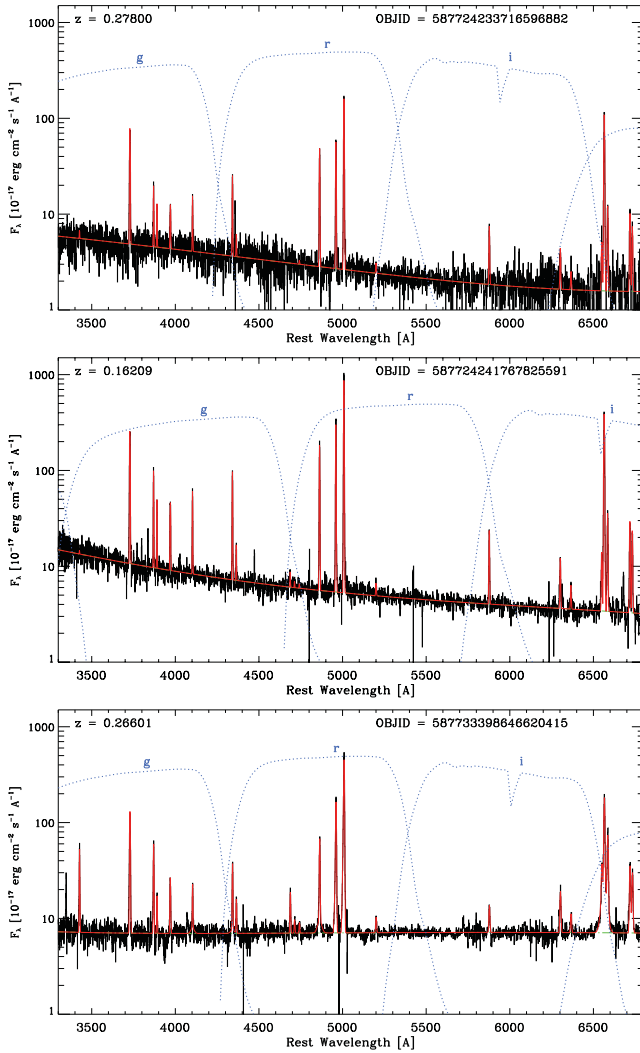 z = 0.27800 OBJID = 587724233716596882
g r i
1000
100
10
1
F_λ [10⁻¹⁷ erg cm⁻² s⁻¹ A⁻¹]
3500 4000 4500 5000 5500 6000 6500
Rest Wavelength [A]
z = 0.16209 OBJID = 587724241767825591
g r i
1000
100
10
1
F_λ [10⁻¹⁷ erg cm⁻² s⁻¹ A⁻¹]
3500 4000 4500 5000 5500 6000 6500
Rest Wavelength [A]
z = 0.26601 OBJID = 587733398646620415
g r i
1000
100
10
1
F_λ [10⁻¹⁷ erg cm⁻² s⁻¹ A⁻¹]
3500 4000 4500 5000 5500 6000 6500
Rest Wavelength [A]